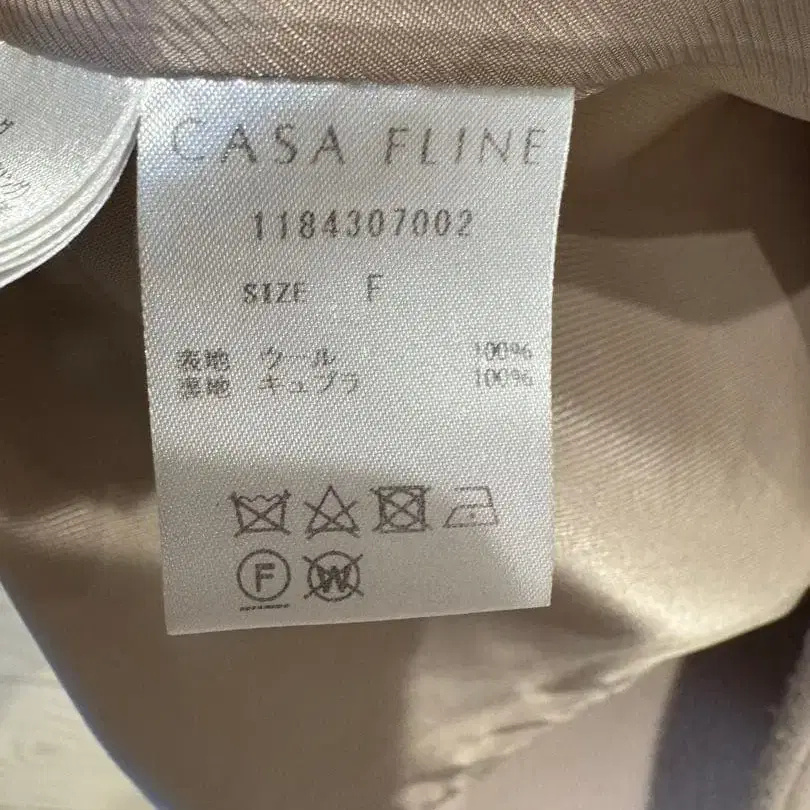 CASA FLINE
1184307002
SIZE F
表地 ウール 100%
裏地 キュプラ 100%
F
W